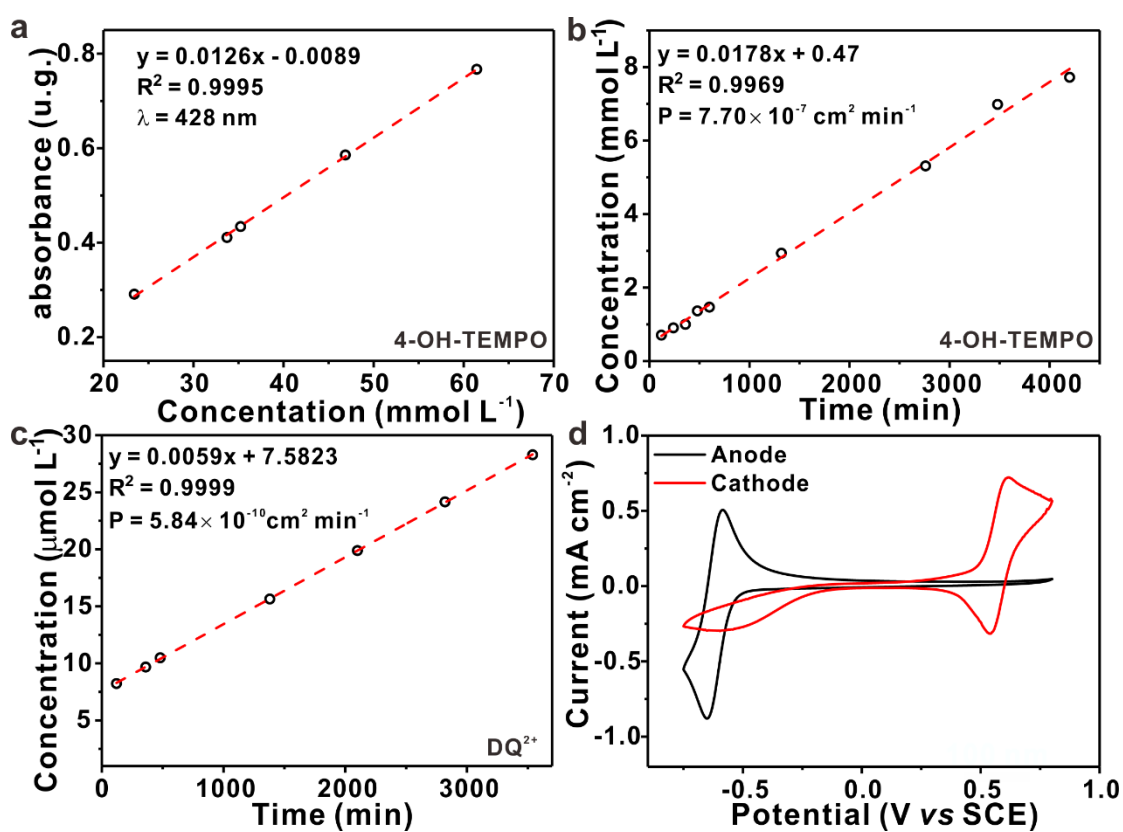 a
y = 0.0126x - 0.0089
R² = 0.9995
λ = 428 nm
4-OH-TEMPO
absorbance (u.g.)
0.8
0.6
0.4
0.2
20 30 40 50 60 70
Concentation (mmol L⁻¹)
b
y = 0.0178x + 0.47
R² = 0.9969
P = 7.70 × 10⁻⁷ cm² min⁻¹
4-OH-TEMPO
Concentration (mmol L⁻¹)
8
6
4
2
0
0 1000 2000 3000 4000
Time (min)
c
y = 0.0059x + 7.5823
R² = 0.9999
P = 5.84 × 10⁻¹⁰ cm² min⁻¹
DQ²⁺
Concentration (μmol L⁻¹)
30
25
20
15
10
5
0 1000 2000 3000
Time (min)
d
Anode
Cathode
Current (mA cm⁻²)
1.0
0.5
0.0
-0.5
-1.0
-0.5 0.0 0.5 1.0
Potential (V vs SCE)